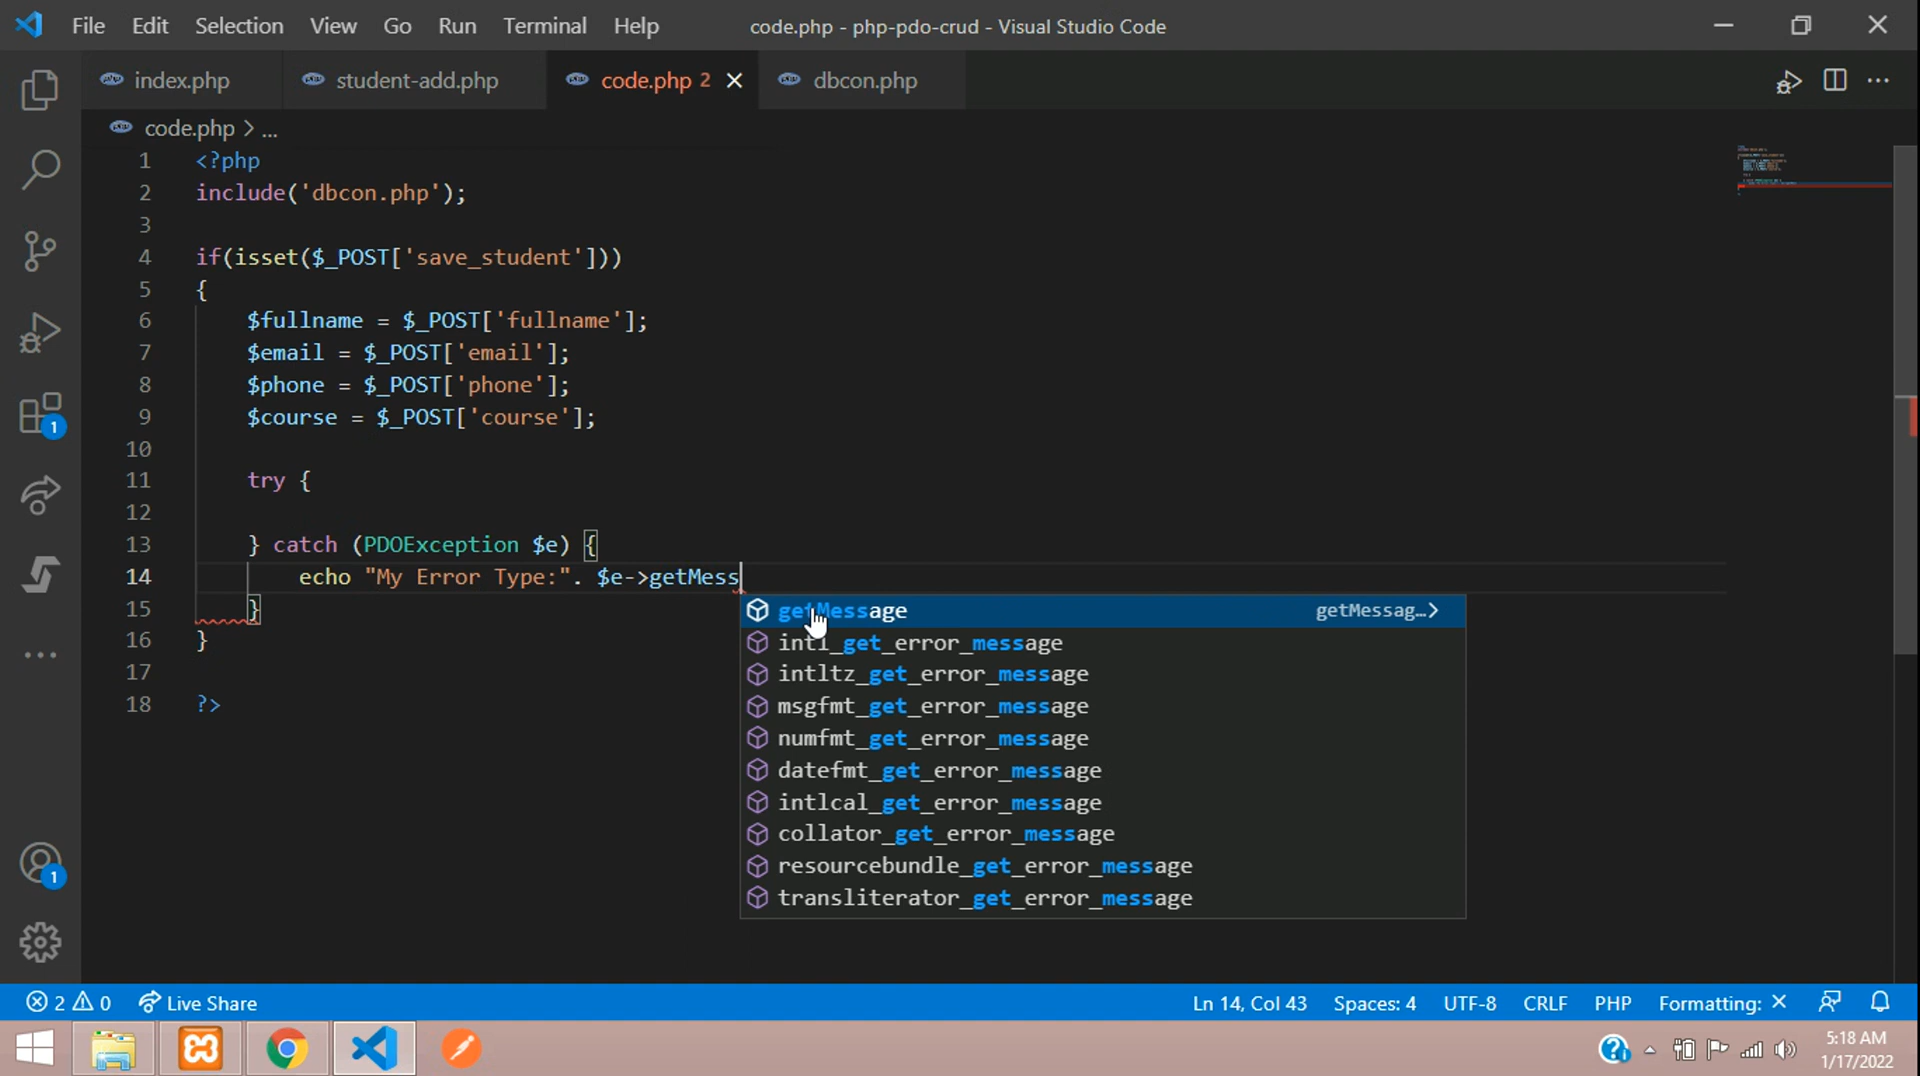 File Edit Selection View Go Run Terminal Help code.php - php-pdo-crud - Visual Studio Code
index.php student-add.php code.php 2 dbcon.php
code.php > ...
1 <?php
2 include('dbcon.php');
3
4 if(isset($_POST['save_student']))
5 {
6 $fullname = $_POST['fullname'];
7 $email = $_POST['email'];
8 $phone = $_POST['phone'];
9 $course = $_POST['course'];
10
11 try {
12
13 } catch (PDOException $e) {
14 echo "My Error Type:". $e->getMess
15 }
16 }
17
18 ?>
getMessage getMessag...>
intl_get_error_message
intltz_get_error_message
msgfmt_get_error_message
numfmt_get_error_message
datefmt_get_error_message
intlcal_get_error_message
collator_get_error_message
resourcebundle_get_error_message
transliterator_get_error_message
1
1
2 0 Live Share Ln 14, Col 43 Spaces: 4 UTF-8 CRLF PHP Formatting: ×
5:18 AM
1/17/2022